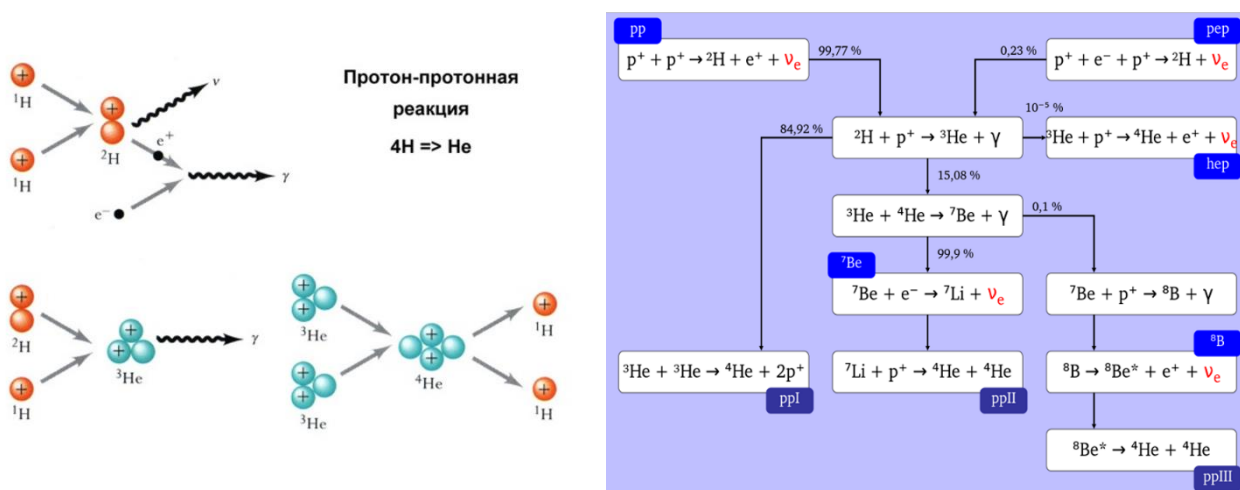 ¹H
¹H
²H
ν
e⁺
e⁻
γ
Протон-протонная
реакция
4H => He
²H
¹H
³He
γ
³He
³He
⁴He
¹H
¹H
pp
p⁺ + p⁺ → ²H + e⁺ + νₑ
99,77 %
pep
p⁺ + e⁻ + p⁺ → ²H + νₑ
0,23 %
84,92 %
²H + p⁺ → ³He + γ
10⁻⁵ %
³He + p⁺ → ⁴He + e⁺ + νₑ
hep
15,08 %
³He + ⁴He → ⁷Be + γ
0,1 %
99,9 %
⁷Be
⁷Be + e⁻ → ⁷Li + νₑ
⁷Be + p⁺ → ⁸B + γ
³He + ³He → ⁴He + 2p⁺
ppI
⁷Li + p⁺ → ⁴He + ⁴He
ppII
⁸B
⁸B → ⁸Be* + e⁺ + νₑ
⁸Be* → ⁴He + ⁴He
ppIII